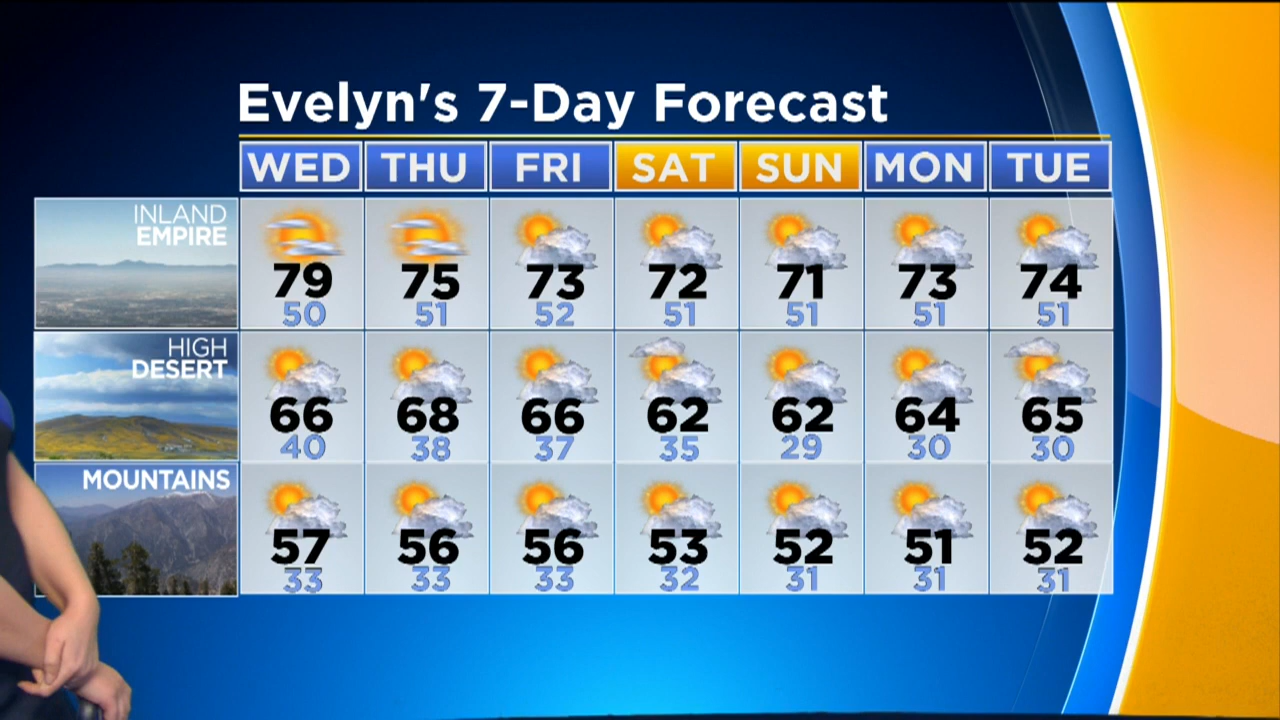 Evelyn's 7-Day Forecast
WED THU FRI SAT SUN MON TUE
INLAND
EMPIRE
79 75 73 72 71 73 74
50 51 52 51 51 51 51
HIGH
DESERT
66 68 66 62 62 64 65
40 38 37 35 29 30 30
MOUNTAINS
57 56 56 53 52 51 52
33 33 33 32 31 31 31